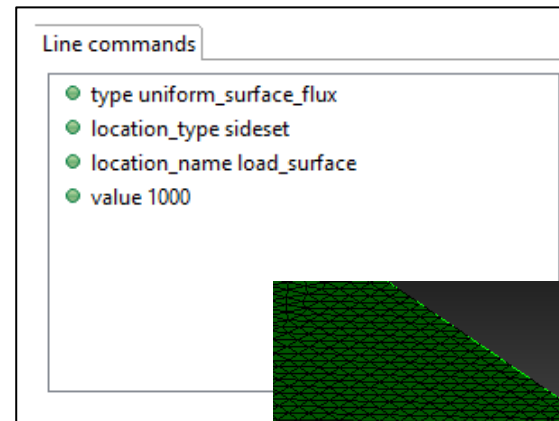 Line commands
type uniform_surface_flux
location_type sideset
location_name load_surface
value 1000